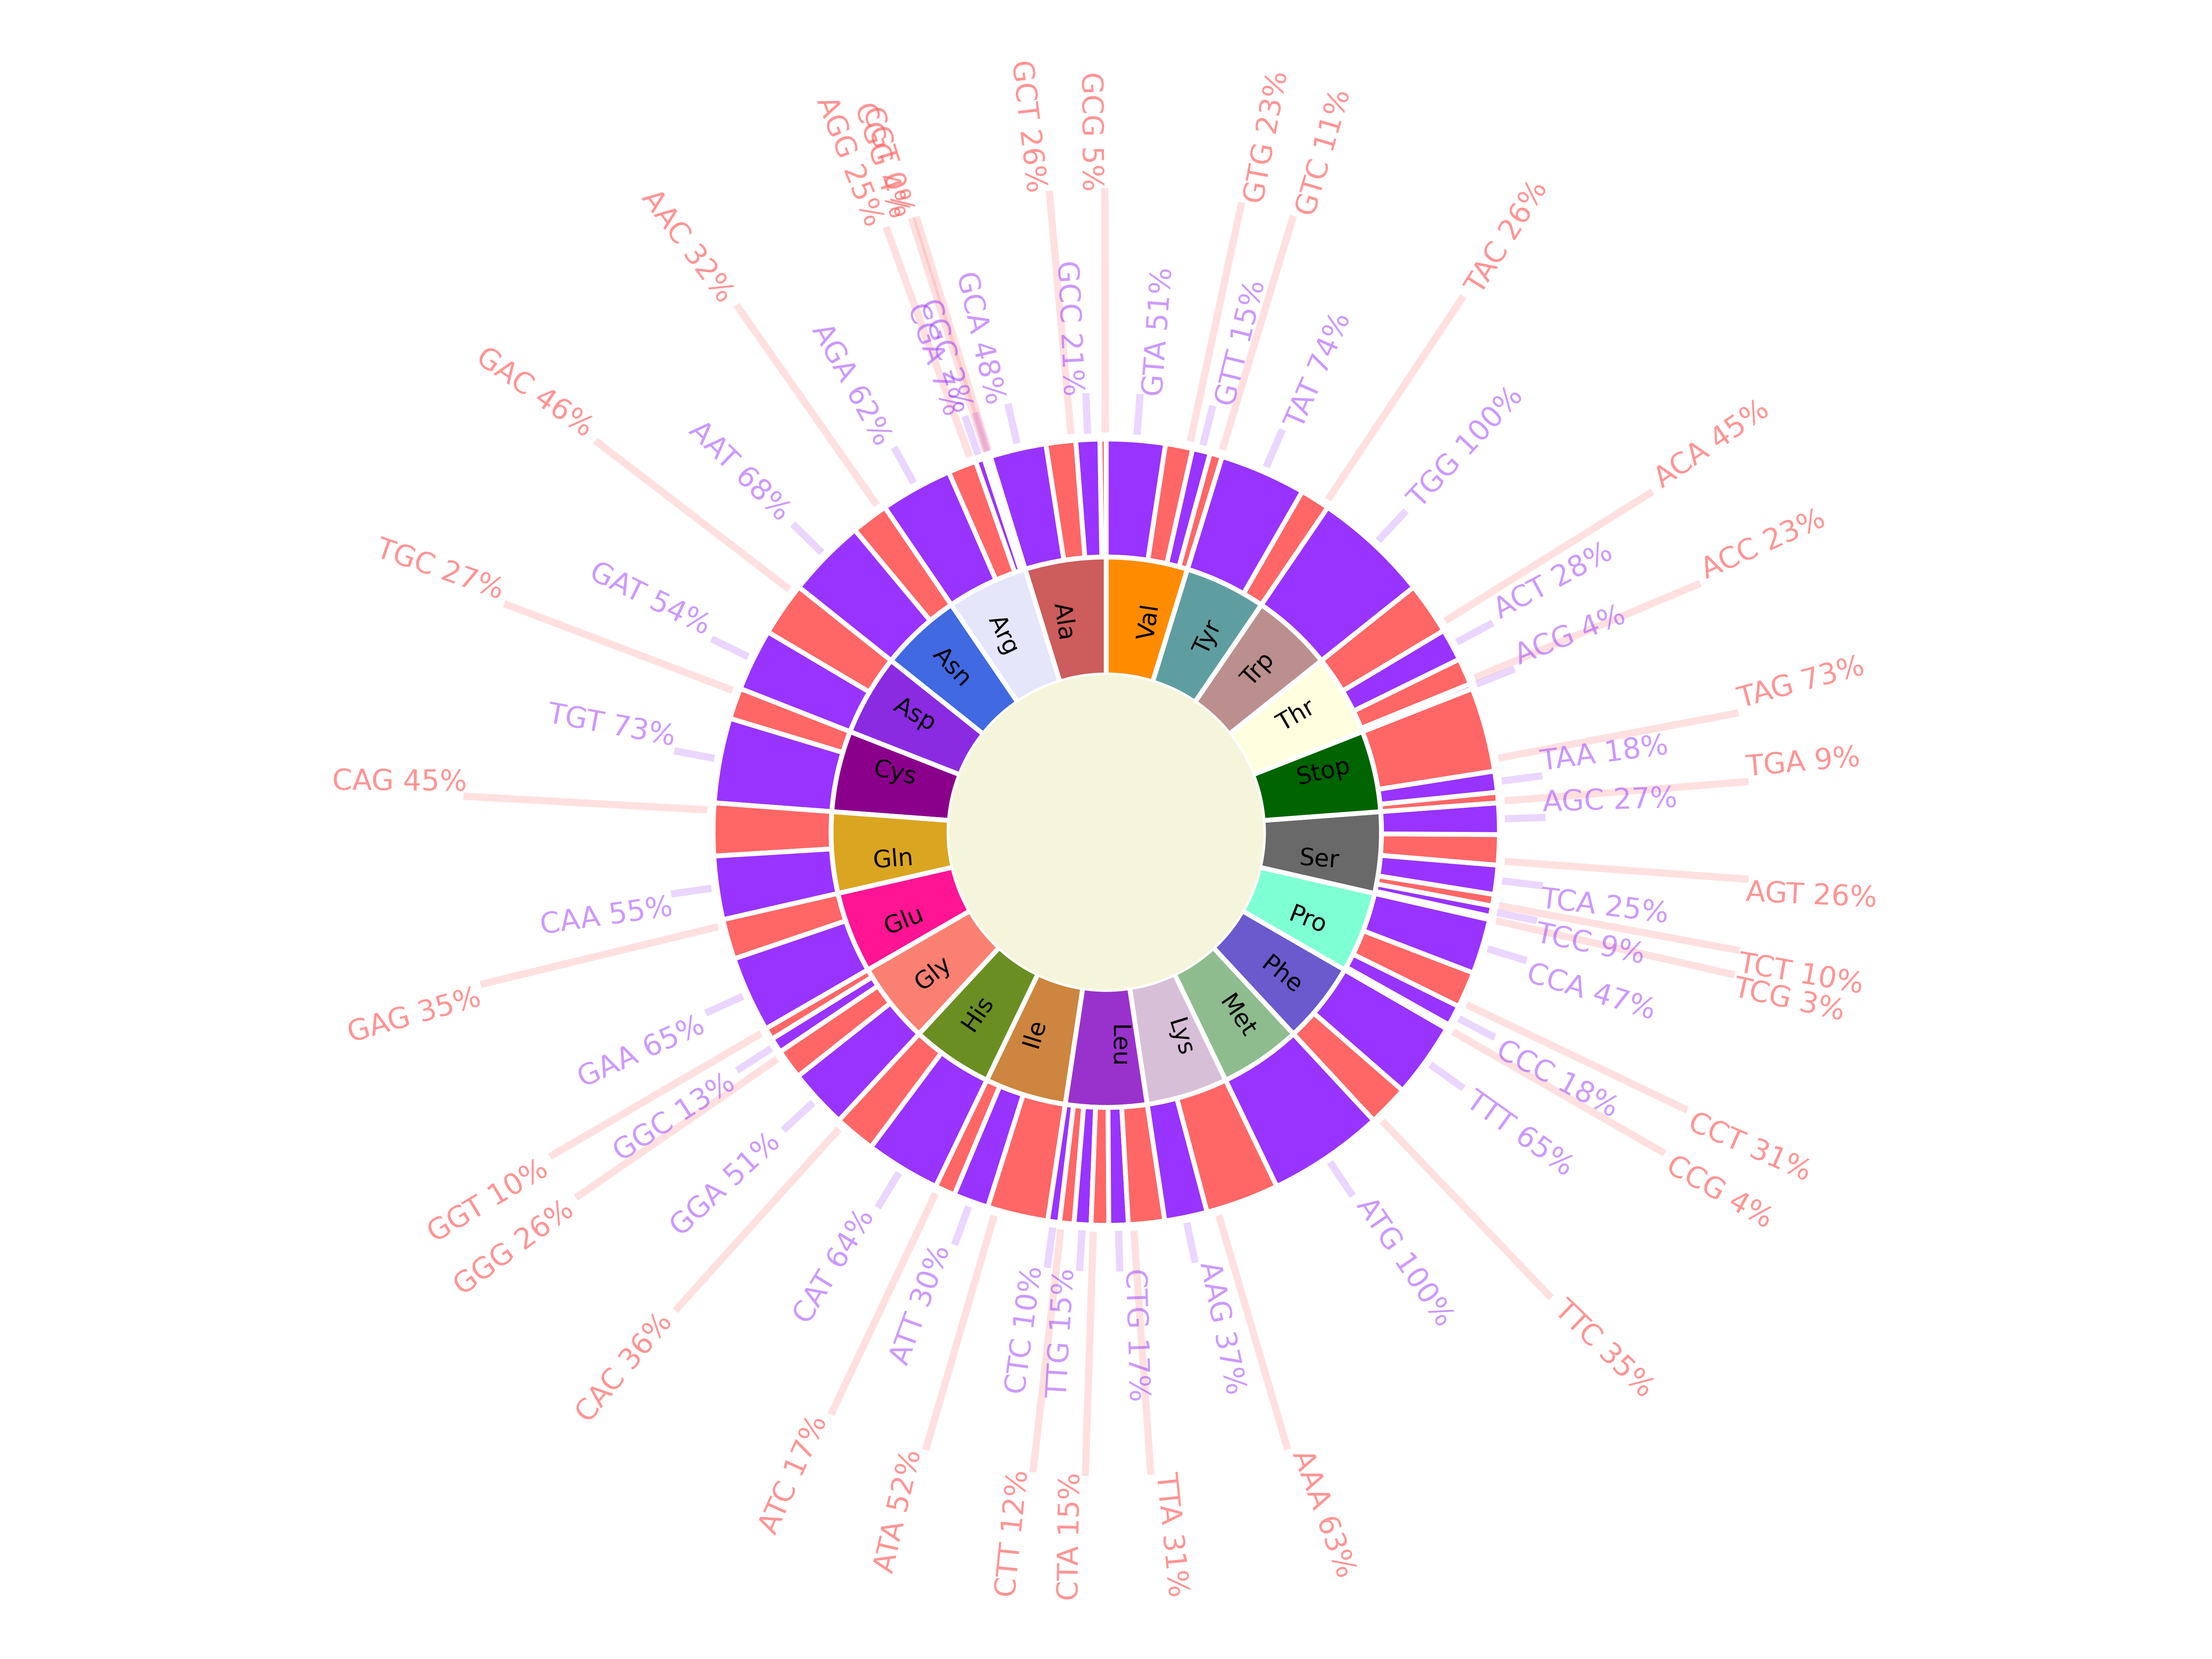 Ala
Arg
Asn
Asp
Cys
Gln
Glu
Gly
His
Ile
Leu
Lys
Met
Phe
Pro
Ser
Stop
Thr
Trp
Tyr
Val
GCG 5%
GCC 21%
GCT 26%
GCA 48%
CGA 7%
AGG 25%
AGA 62%
AAC 32%
AAT 68%
GAC 46%
GAT 54%
TGC 27%
TGT 73%
CAG 45%
CAA 55%
GAG 35%
GAA 65%
GGT 10%
GGC 13%
GGG 26%
GGA 51%
CAC 36%
CAT 64%
ATC 17%
ATT 30%
ATA 52%
CTC 10%
CTT 12%
TTG 15%
CTA 15%
CTG 17%
TTA 31%
AAG 37%
AAA 63%
ATG 100%
TTC 35%
TTT 65%
CCG 4%
CCC 18%
CCT 31%
CCA 47%
TCG 3%
TCC 9%
TCT 10%
TCA 25%
AGT 26%
AGC 27%
TGA 9%
TAA 18%
TAG 73%
ACG 4%
ACC 23%
ACT 28%
ACA 45%
TGG 100%
TAC 26%
TAT 74%
GTC 11%
GTT 15%
GTG 23%
GTA 51%